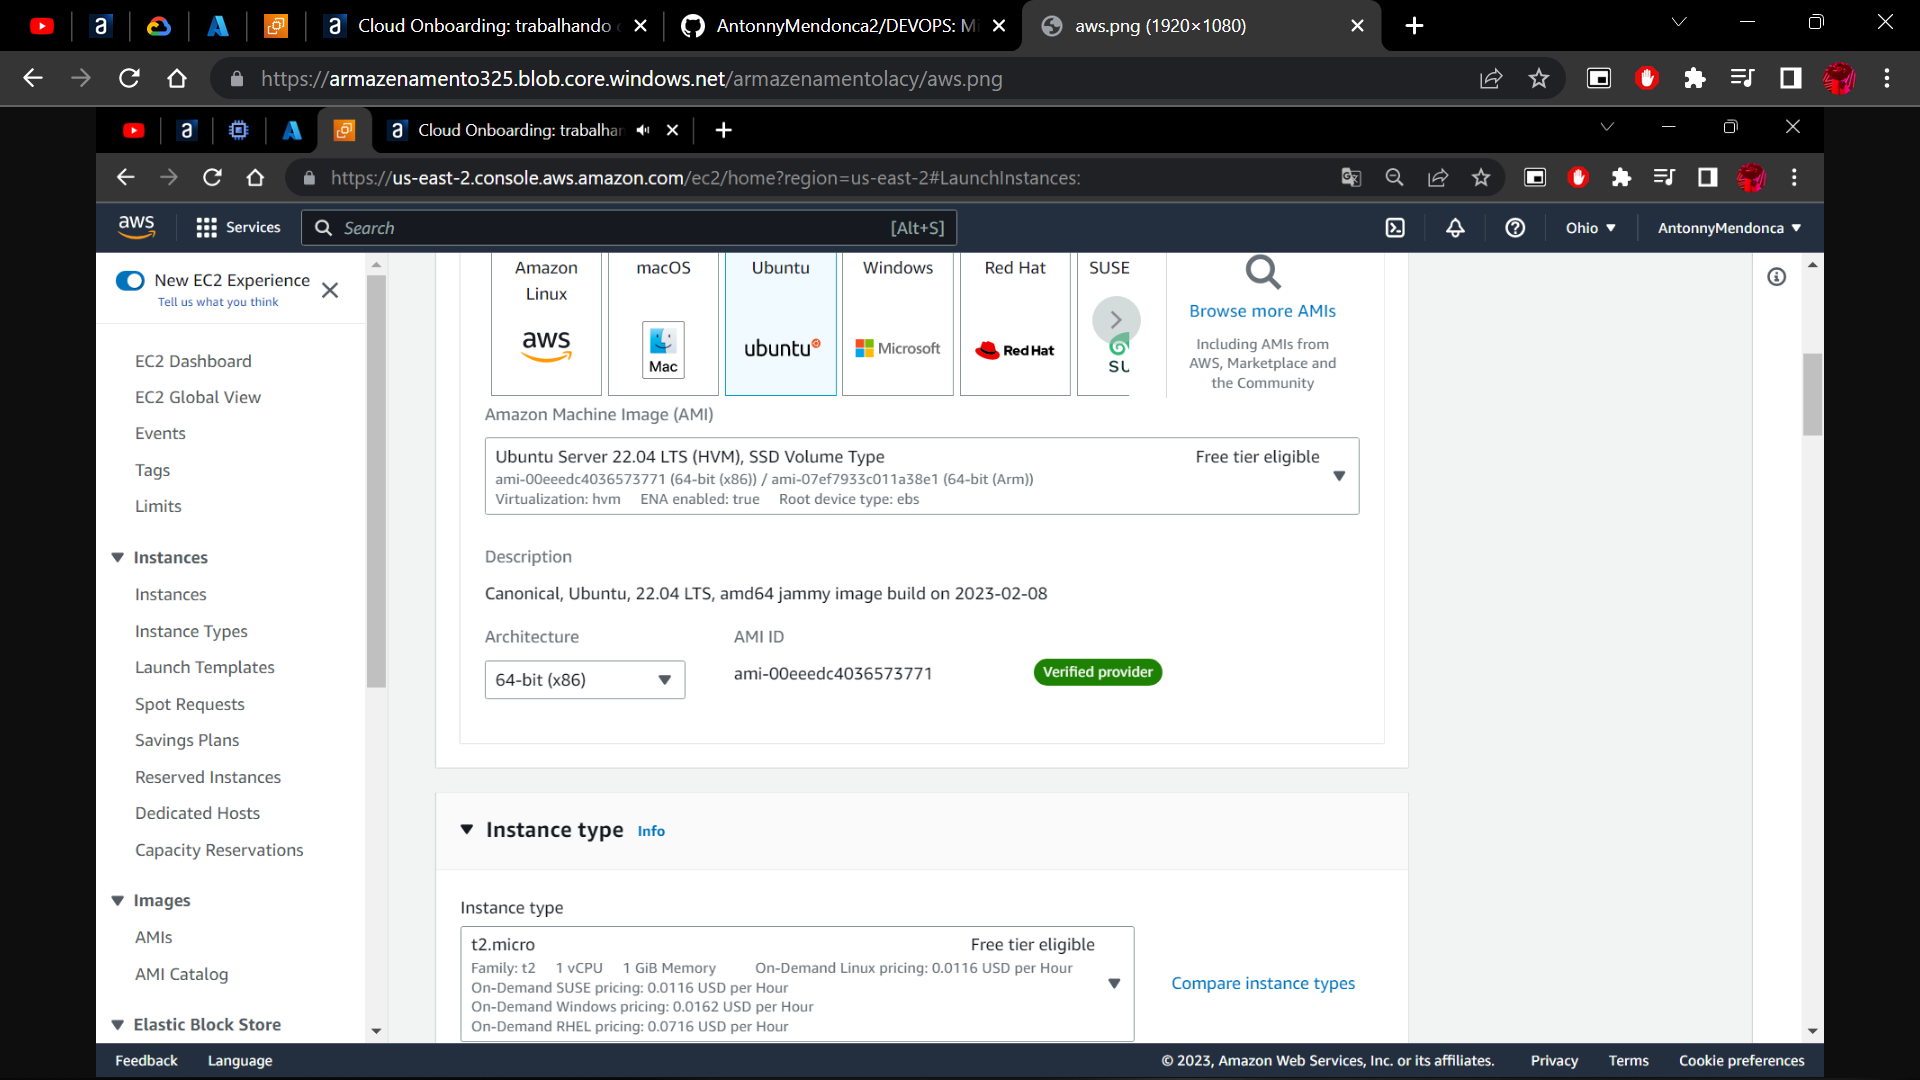 Cloud Onboarding: trabalhando
AntonnyMendonca2/DEVOPS: Mi
aws.png (1920×1080)
https://armazenamento325.blob.core.windows.net/armazenamentolacy/aws.png
Cloud Onboarding: trabalhar
https://us-east-2.console.aws.amazon.com/ec2/home?region=us-east-2#LaunchInstances:
aws
Services
Search
[Alt+S]
Ohio
AntonnyMendonca
New EC2 Experience
Tell us what you think
EC2 Dashboard
EC2 Global View
Events
Tags
Limits
Instances
Instances
Instance Types
Launch Templates
Spot Requests
Savings Plans
Reserved Instances
Dedicated Hosts
Capacity Reservations
Images
AMIs
AMI Catalog
Elastic Block Store
Amazon
Linux
aws
macOS
Mac
Ubuntu
ubuntu
Windows
Microsoft
Red Hat
Red Hat
SUSE
SU
Browse more AMIs
Including AMIs from
AWS, Marketplace and
the Community
Amazon Machine Image (AMI)
Ubuntu Server 22.04 LTS (HVM), SSD Volume Type
Free tier eligible
ami-00eeedc4036573771 (64-bit (x86)) / ami-07ef7933c011a38e1 (64-bit (Arm))
Virtualization: hvm ENA enabled: true Root device type: ebs
Description
Canonical, Ubuntu, 22.04 LTS, amd64 jammy image build on 2023-02-08
Architecture
AMI ID
64-bit (x86)
ami-00eeedc4036573771
Verified provider
Instance type Info
Instance type
t2.micro
Free tier eligible
Family: t2 1 vCPU 1 GiB Memory On-Demand Linux pricing: 0.0116 USD per Hour
On-Demand SUSE pricing: 0.0116 USD per Hour
On-Demand Windows pricing: 0.0162 USD per Hour
On-Demand RHEL pricing: 0.0716 USD per Hour
Compare instance types
Feedback
Language
© 2023, Amazon Web Services, Inc. or its affiliates.
Privacy
Terms
Cookie preferences